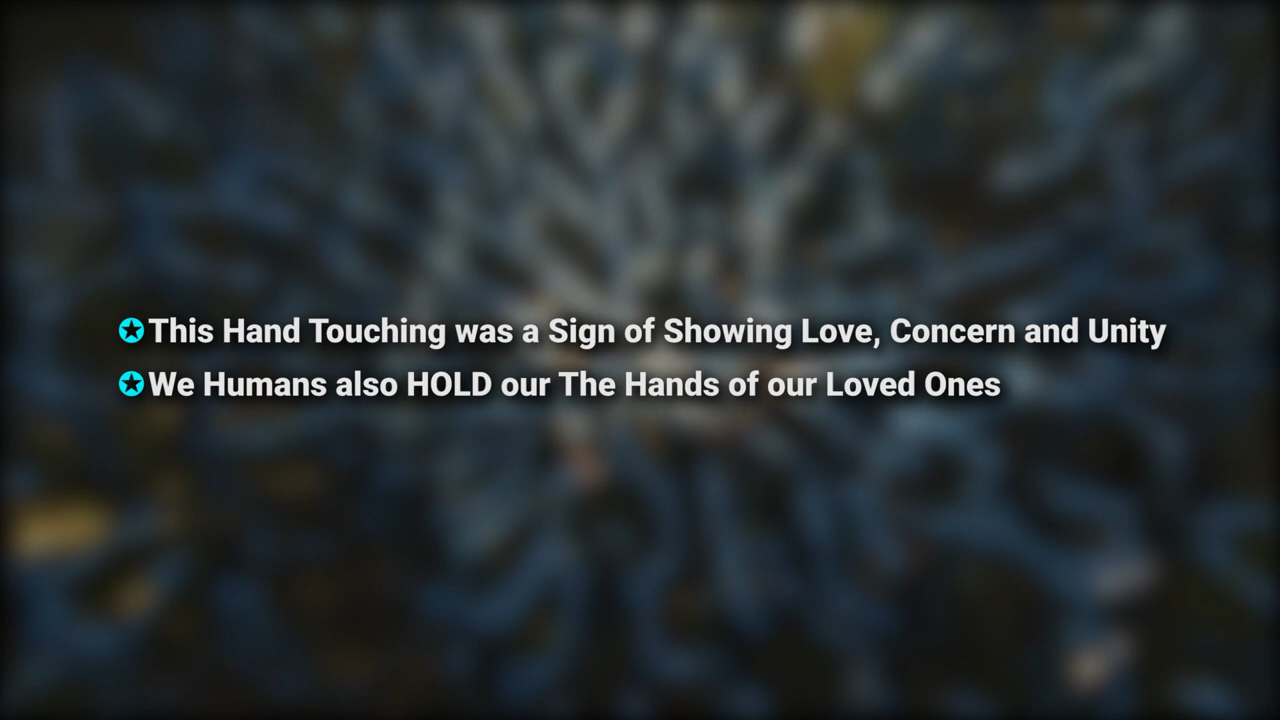 ✪This Hand Touching was a Sign of Showing Love, Concern and Unity
✪We Humans also HOLD our The Hands of our Loved Ones